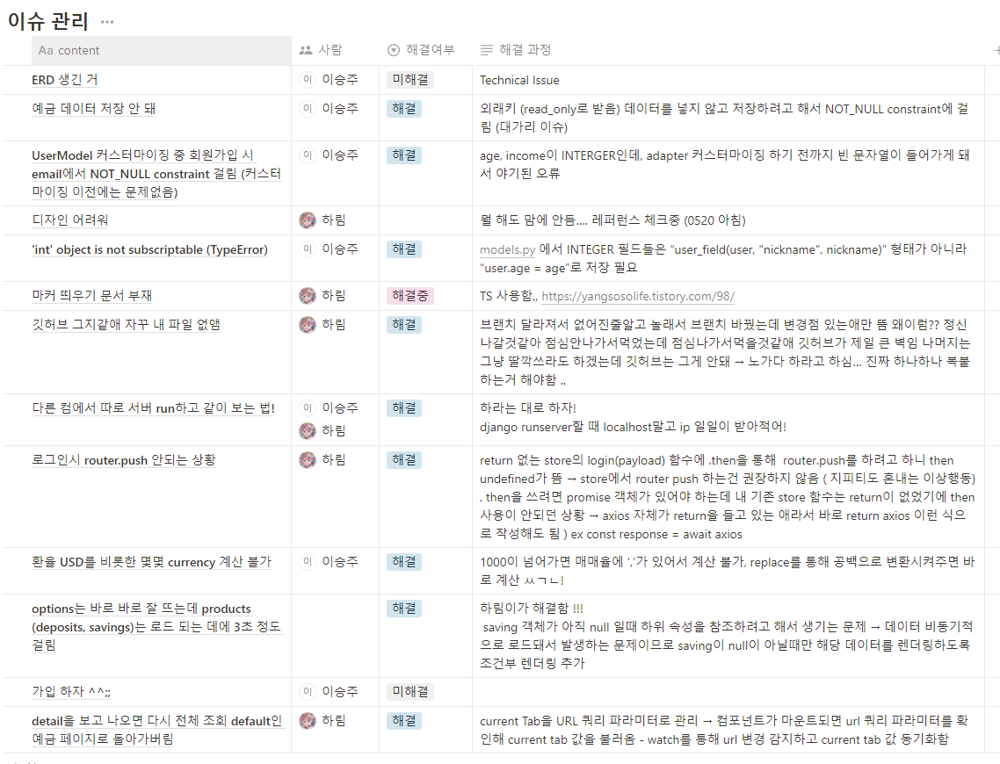 이슈 관리 ...
Aa content 사람 해결여부 해결 과정
ERD 생긴 거 이 이승주 미해결 Technical Issue
예금 데이터 저장 안 돼 이 이승주 해결 외래키 (read_only로 받음) 데이터를 넣지 않고 저장하려고 해서 NOT_NULL constraint에 걸
림 (대가리 이슈)
UserModel 커스터마이징 중 회원가입 시
email에서 NOT_NULL constraint 걸림 (커스터
마이징 이전에는 문제없음)
이 이승주 해결 age, income이 INTERGER인데, adapter 커스터마이징 하기 전까지 빈 문자열이 들어가게 돼
서 야기된 오류
디자인 어려워 하림 뭘 해도 맘에 안듬.... 레퍼런스 체크중 (0520 아침)
'int' object is not subscriptable (TypeError) 이 이승주 해결 models.py 에서 INTEGER 필드들은 “user_field(user, "nickname", nickname)” 형태가 아니라
“user.age = age”로 저장 필요
마커 띄우기 문서 부재 하림 해결중 TS 사용함,, https://yangsosolife.tistory.com/98/
깃허브 그지같애 자꾸 내 파일 없앰 하림 해결 브랜치 달라져서 없어진줄알고 놀래서 브랜치 바꿨는데 변경점 있는애만 뜸 왜이럼?? 정신
나갈것같아 점심안나가서먹었는데 점심나가서먹을것같애 깃허브가 제일 큰 벽임 나머지는
그냥 딸깍쓰라도 하겠는데 깃허브는 그게 안돼 → 노가다 하라고 하심... 진짜 하나하나 복붙
하는거 해야함 ..
다른 컴에서 따로 서버 run하고 같이 보는 법! 이 이승주 해결 하라는 대로 하자!
하림 django runserver할 때 localhost말고 ip 일일이 받아적어!
로그인시 router.push 안되는 상황 하림 해결 return 없는 store의 login(payload) 함수에 .then을 통해 router.push를 하려고 하니 then
undefined가 뜸 → store에서 router push 하는건 권장하지 않음 ( 지피티도 혼내는 이상행동)
, then을 쓰려면 promise 객체가 있어야 하는데 내 기존 store 함수는 return이 없었기에 then
사용이 안되던 상황 → axios 자체가 return을 들고 있는 애라서 바로 return axios 이런 식으
로 작성해도 됨 ) ex const response = await axios
환율 USD를 비롯한 몇몇 currency 계산 불가 이 이승주 해결 1000이 넘어가면 매매율에 ','가 있어서 계산 불가, replace를 통해 공백으로 변환시켜주면 바
로 계산 ㅆㄱㄴ!
options는 바로 바로 잘 뜨는데 products
(deposits, savings)는 로드 되는 데에 3초 정도
걸림
해결 하림이가 해결함 !!!
saving 객체가 아직 null 일때 하위 속성을 참조하려고 해서 생기는 문제 → 데이터 비동기적
으로 로드돼서 발생하는 문제이므로 saving이 null이 아닐때만 해당 데이터를 렌더링하도록
조건부 렌더링 추가
가입 하자 ^^;; 이 이승주 미해결
detail을 보고 나오면 다시 전체 조회 default인
예금 페이지로 돌아가버림
하림 해결 current Tab을 URL 쿼리 파라미터로 관리 → 컴포넌트가 마운트되면 url 쿼리 파라미터를 확
인해 current tab 값을 불러옴 - watch를 통해 url 변경 감지하고 current tab 값 동기화함